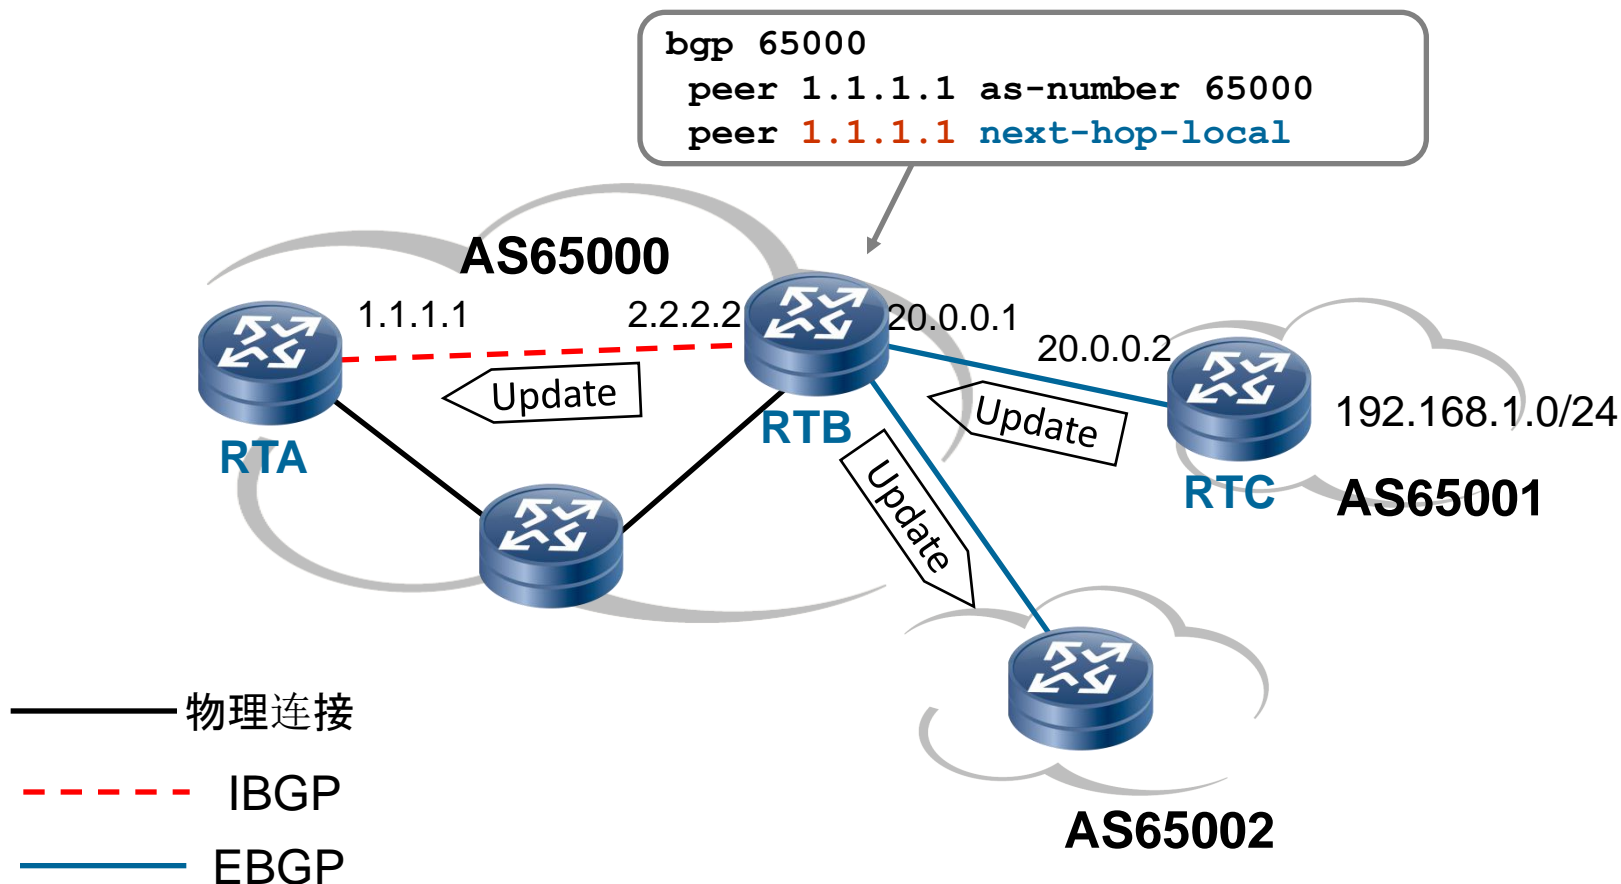 bgp 65000
peer 1.1.1.1 as-number 65000
peer 1.1.1.1 next-hop-local
AS65000
1.1.1.1
2.2.2.2
20.0.0.1
20.0.0.2
Update
Update
Update
192.168.1.0/24
RTA
RTB
RTC
AS65001
物理连接
IBGP
EBGP
AS65002